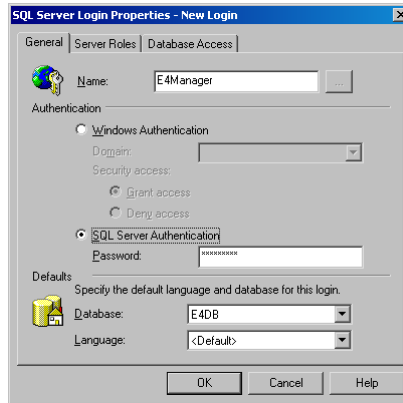 SQL Server Login Properties - New Login
General Server Roles Database Access
Name: E4Manager ...
Authentication
Windows Authentication
Domain:
Security access:
Grant access
Deny access
SQL Server Authentication
Password: *********
Defaults
Specify the default language and database for this login.
Database: E4DB
Language: <Default>
OK Cancel Help